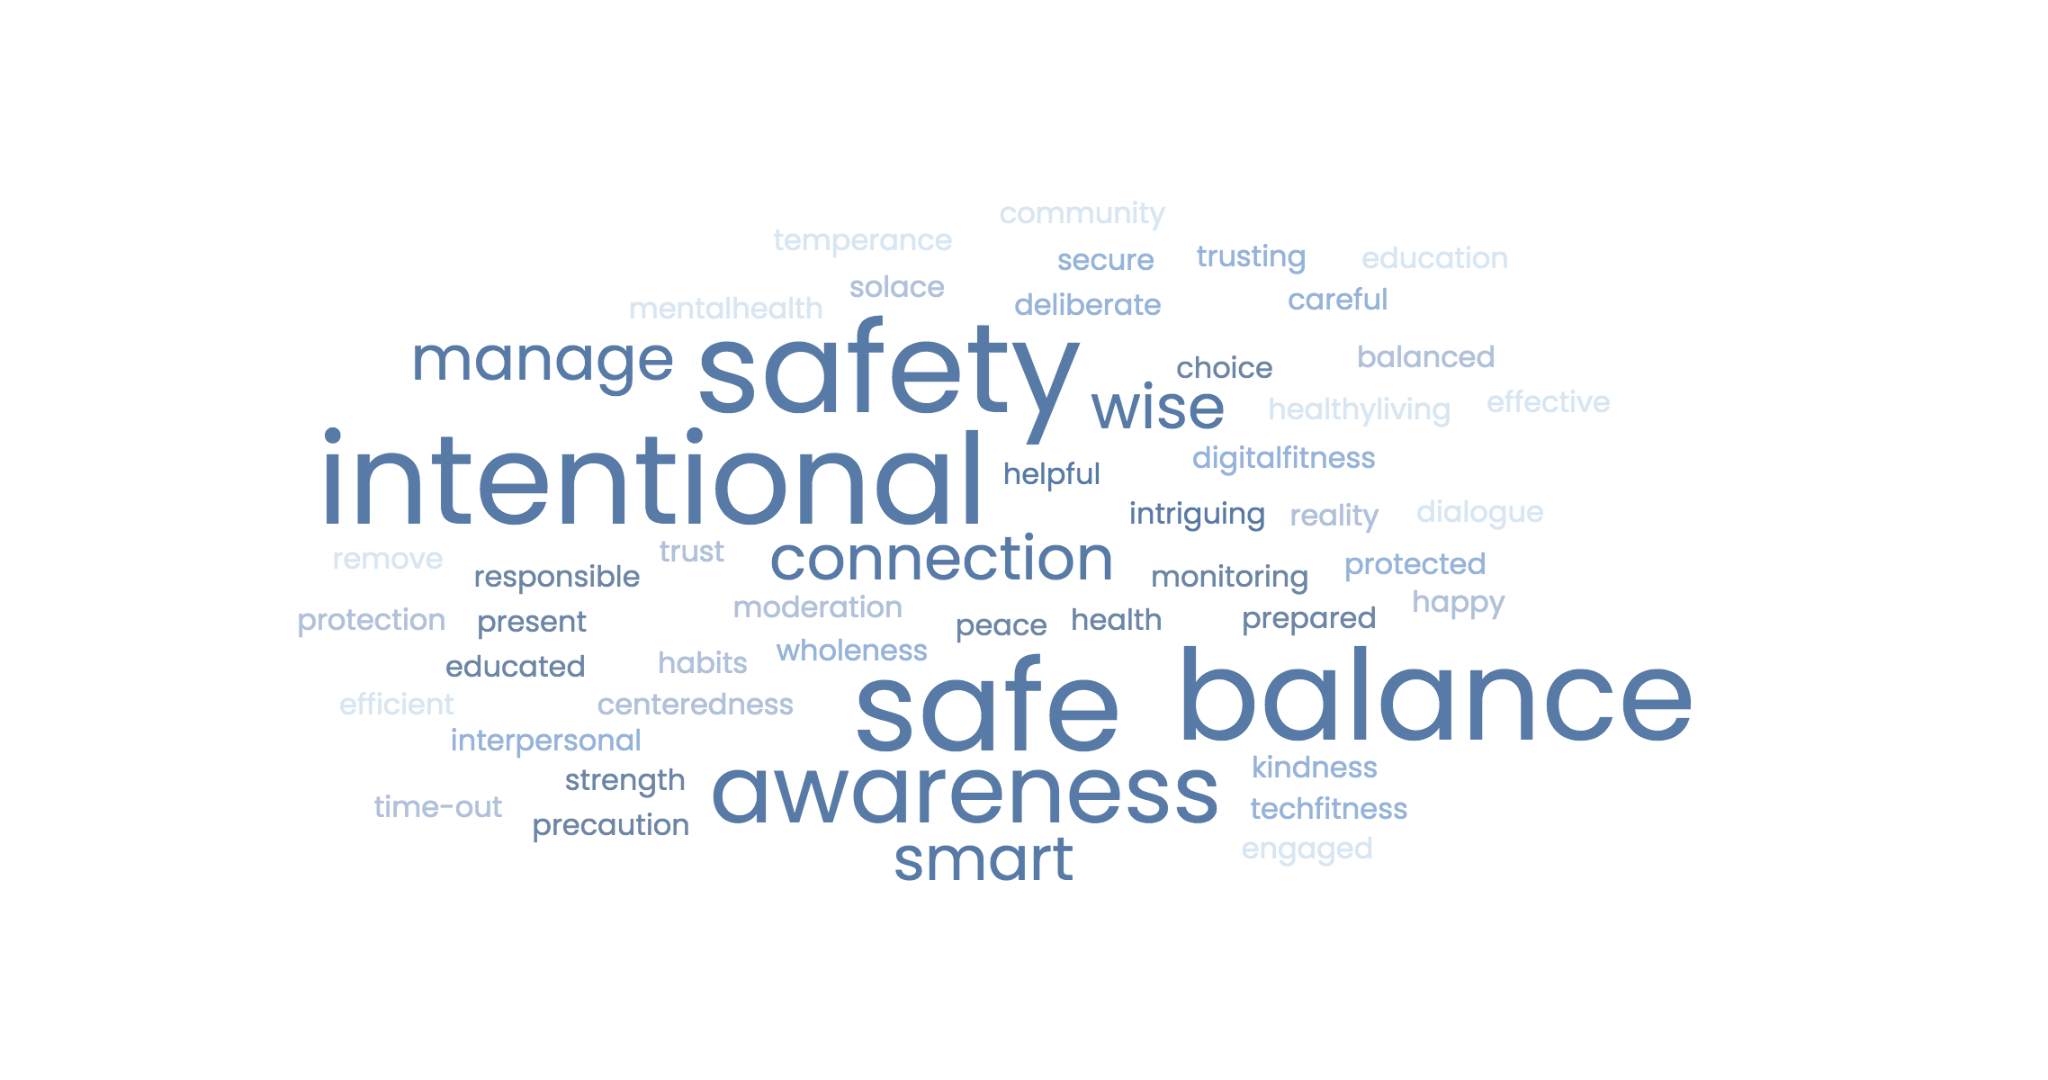 community
temperance
secure trusting education
solace
mentalhealth deliberate careful
manage safety choice balanced
wise healthyliving effective
intentional helpful digitalfitness
intriguing reality dialogue
remove trust connection protected
responsible monitoring
protection present moderation peace health prepared happy
educated habits wholeness
efficient centeredness safe balance
interpersonal
strength awareness kindness
time-out precaution techfitness
smart engaged